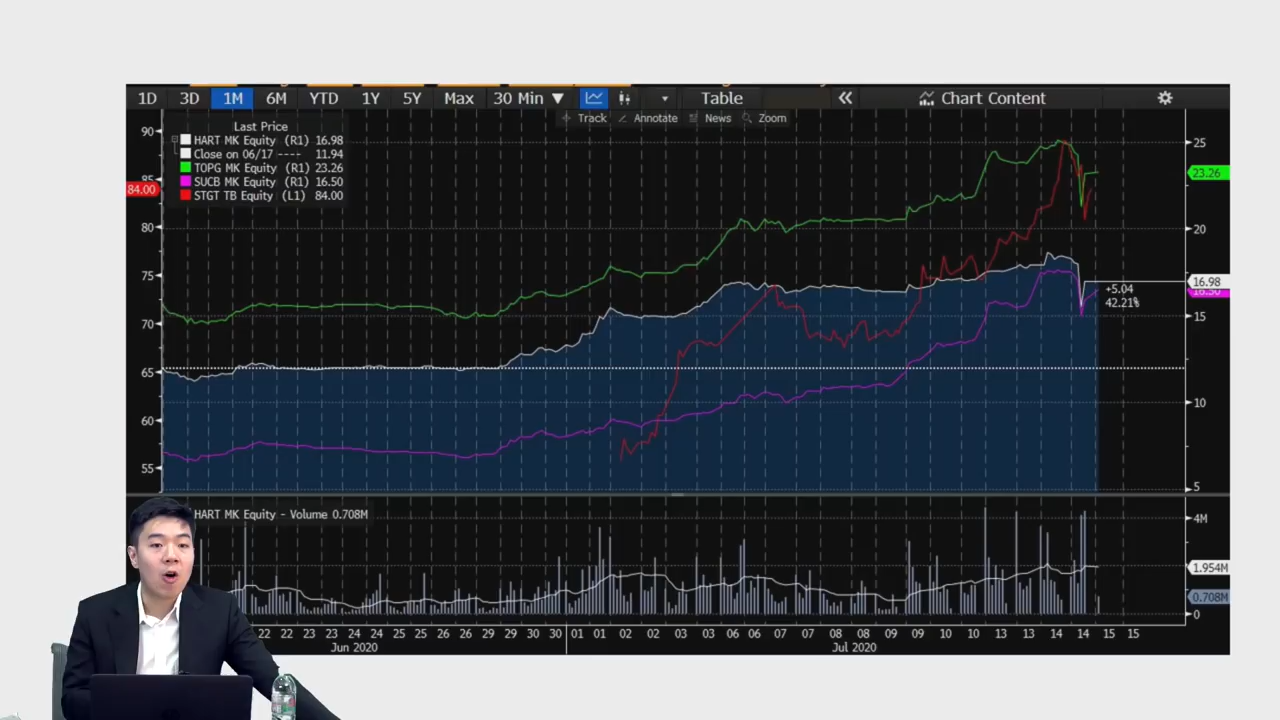 1D 3D 1M 6M YTD 1Y 5Y Max 30 Min ▼ Table « Chart Content
Track Annotate News Zoom
Last Price
HART MK Equity (R1) 16.98
Close on 06/17 ---- 11.94
TOPG MK Equity (R1) 23.26
SUCB MK Equity (R1) 16.50
STGT TB Equity (L1) 84.00
90
85
84.00
80
75
70
65
60
55
25
23.26
20
16.98
16.50
+5.04
42.21%
15
10
5
HART MK Equity - Volume 0.708M
4M
1.954M
0.708M
0
22 22 23 23 24 24 25 25 26 26 29 29 30 30 01 01 02 02 03 03 06 06 07 07 08 08 09 09 10 10 13 13 14 14 15 15
Jun 2020 Jul 2020